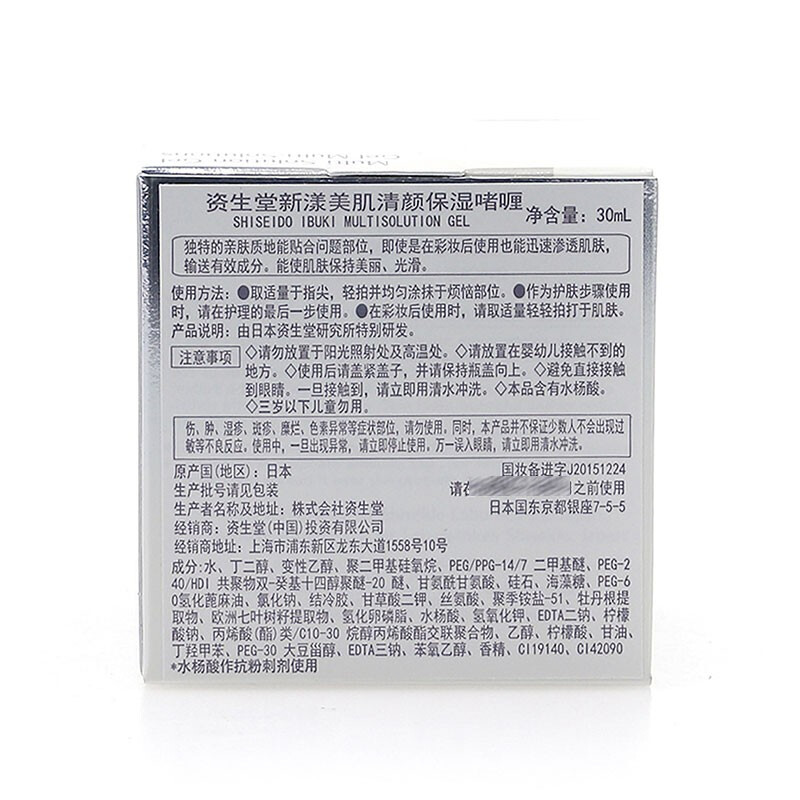 资生堂新漾美肌清颜保湿啫喱 净含量：30mL
SHISEIDO IBUKI MULTISOLUTION GEL
独特的亲肤质地能贴合问题部位，即使是在彩妆后使用也能迅速渗透肌肤，
输送有效成分。能使肌肤保持美丽、光滑。
使用方法：●取适量于指尖，轻拍并均匀涂抹于烦恼部位。●作为护肤步骤使用
时，请在护理的最后一步使用。●在彩妆后使用时，请取适量轻轻拍打于肌肤。
产品说明：由日本资生堂研究所特别研发。
注意事项 ◇请勿放置于阳光照射处及高温处。◇请放置在婴幼儿接触不到的
地方。◇使用后请盖紧盖子，并请保持瓶盖向上。◇避免直接接触
到眼睛。一旦接触到，请立即用清水冲洗。◇本品含有水杨酸。
◇三岁以下儿童勿用。
伤、肿、湿疹、斑疹、糜烂、色素异常等症状部位，请勿使用。同时，本产品并不保证少数人不会出现过
敏等不良反应。使用中，一旦出现异常，请立即停止使用。万一误入眼睛，请立即用清水冲洗。
原产国（地区）：日本 国妆备进字J20151224
生产批号请见包装 请在 之前使用
生产者名称及地址：株式会社资生堂 日本国东京都银座7-5-5
经销商：资生堂（中国）投资有限公司
经销商地址：上海市浦东新区龙东大道1558号10号
成分：水、丁二醇、变性乙醇、聚二甲基硅氧烷、PEG/PPG-14/7 二甲基醚、PEG-2
40/HDI 共聚物双-癸基十四醇聚醚-20 醚、甘氨酰甘氨酸、硅石、海藻糖、PEG-6
0氢化蓖麻油、氯化钠、结冷胶、甘草酸二钾、丝氨酸、聚季铵盐-51、牡丹根提
取物、欧洲七叶树籽提取物、氢化卵磷脂、水杨酸、氢氧化钾、EDTA二钠、柠檬
酸钠、丙烯酸（酯）类/C10-30 烷醇丙烯酸酯交联聚合物、乙醇、柠檬酸、甘油、
丁羟甲苯、PEG-30 大豆甾醇、EDTA三钠、苯氧乙醇、香精、CI19140、CI42090
*水杨酸作抗粉刺剂使用